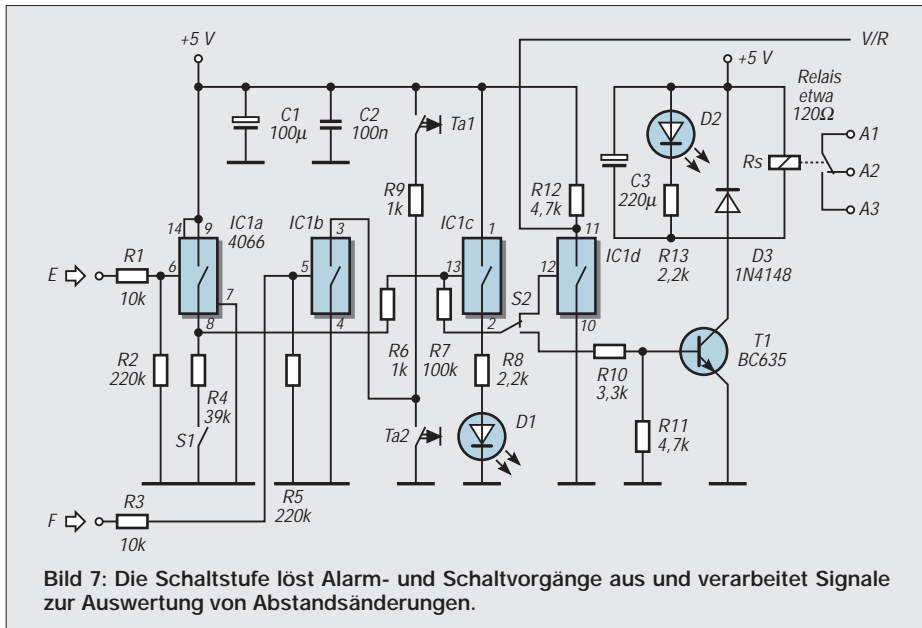 +5 V
V/R
+5 V
Relais
etwa
120Ω
C1
100µ
C2
100n
Ta1
D2
A1
Rs
A2
R9
1k
R12
4,7k
C3
220µ
A3
14
9
IC1a
4066
IC1b
3
IC1c
1
11
IC1d
R13
2,2k
D3
1N4148
E
R1
10k
6
7
8
5
4
13
2
S2
12
10
T1
BC635
R2
220k
R4
39k
R6
1k
R7
100k
R8
2,2k
R10
3,3k
S1
Ta2
D1
R11
4,7k
R5
220k
F
R3
10k
Bild 7: Die Schaltstufe löst Alarm- und Schaltvorgänge aus und verarbeitet Signale
zur Auswertung von Abstandsänderungen.